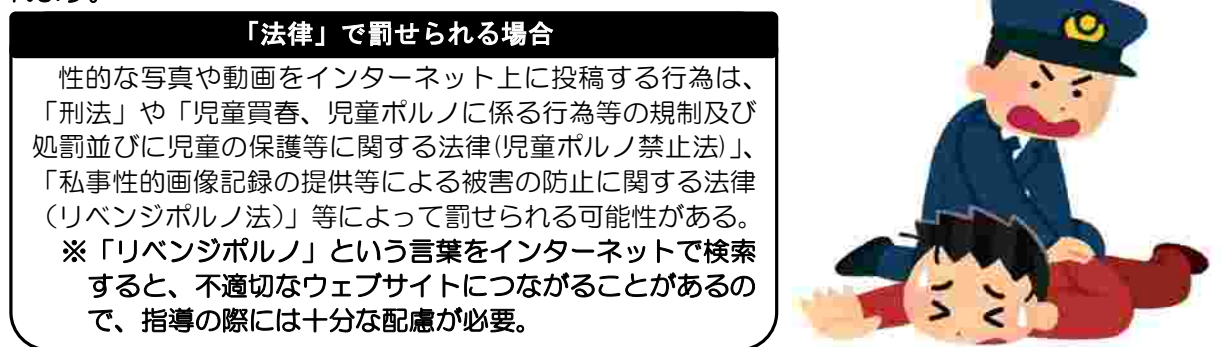 「法律」で罰せられる場合
性的な写真や動画をインターネット上に投稿する行為は、
「刑法」や「児童買春、児童ポルノに係る行為等の規制及び
処罰並びに児童の保護等に関する法律(児童ポルノ禁止法)」、
「私事性的画像記録の提供等による被害の防止に関する法律
（リベンジポルノ法）」等によって罰せられる可能性がある。
※「リベンジポルノ」という言葉をインターネットで検索
すると、不適切なウェブサイトにつながることがあるの
で、指導の際には十分な配慮が必要。